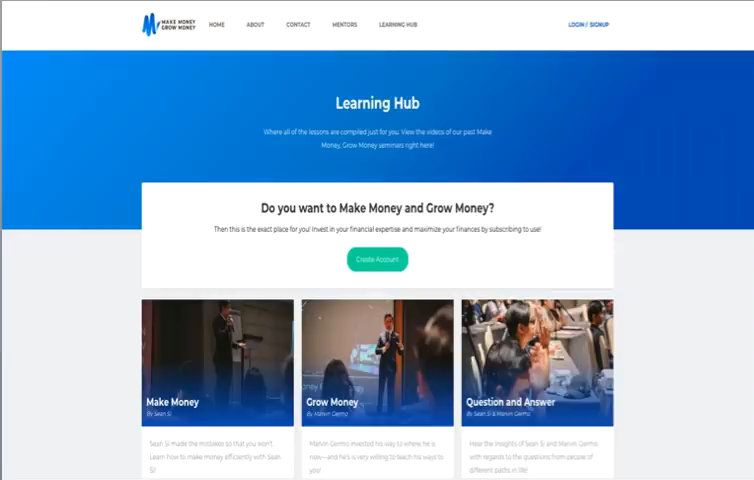 MAKE MONEY
GROW MONEY
HOME
ABOUT
CONTACT
MENTORS
LEARNING HUB
LOGIN / SIGNUP
Learning Hub
Where all of the lessons are compiled just for you. View the videos of our past Make
Money, Grow Money seminars right here!
Do you want to Make Money and Grow Money?
Then this is the exact place for you! Invest in your financial expertise and maximize your finances by subscribing to use!
Create Account
Make Money
By Sean Si
Grow Money
By Marvin Germo
Question and Answer
By Sean Si & Marvin Germo
Sean Si made the mistakes so that you won't.
Learn how to make money efficiently with Sean
Si!
Marvin Germo invested his way to where he is
now—and he's very willing to teach his ways to
you!
Hear the insights of Sean Si and Marvin Germo
with regards to the questions from people of
different paths in life!